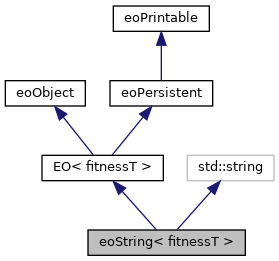 eoPrintable
eoObject
eoPersistent
EO< fitnessT >
std::string
eoString< fitnessT >